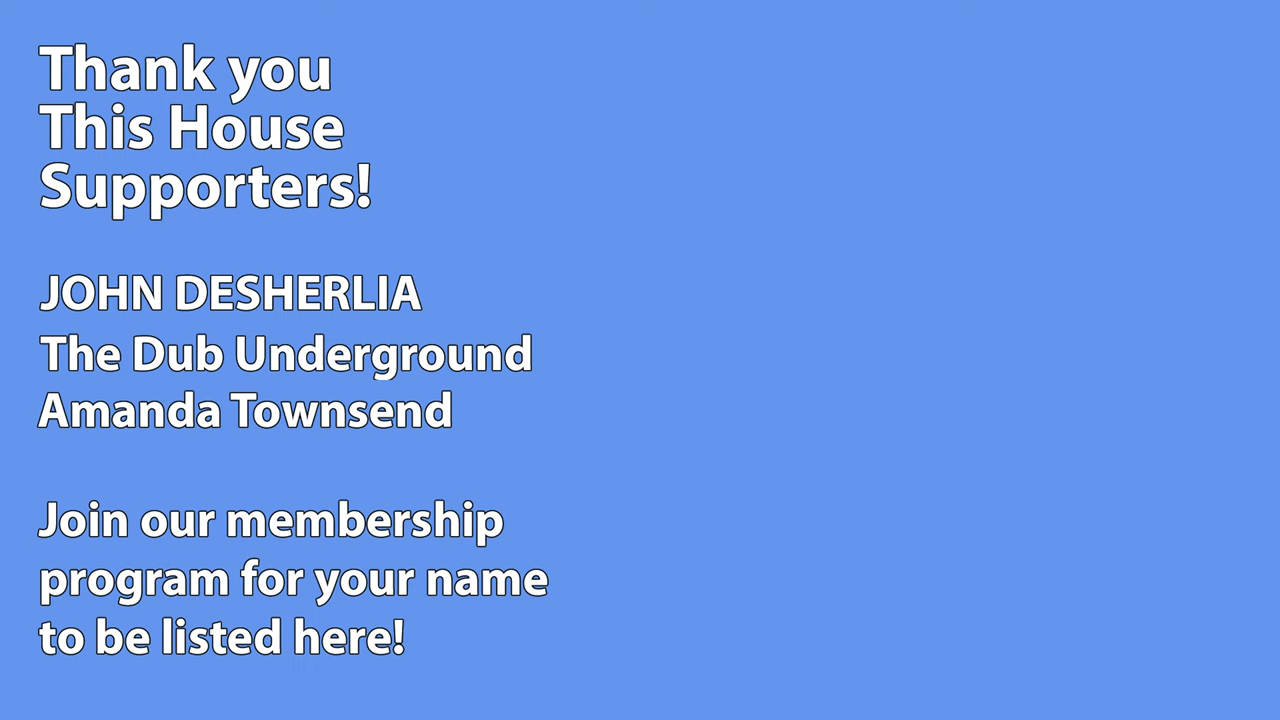 Thank you
This House
Supporters!
JOHN DESHERLIA
The Dub Underground
Amanda Townsend
Join our membership
program for your name
to be listed here!